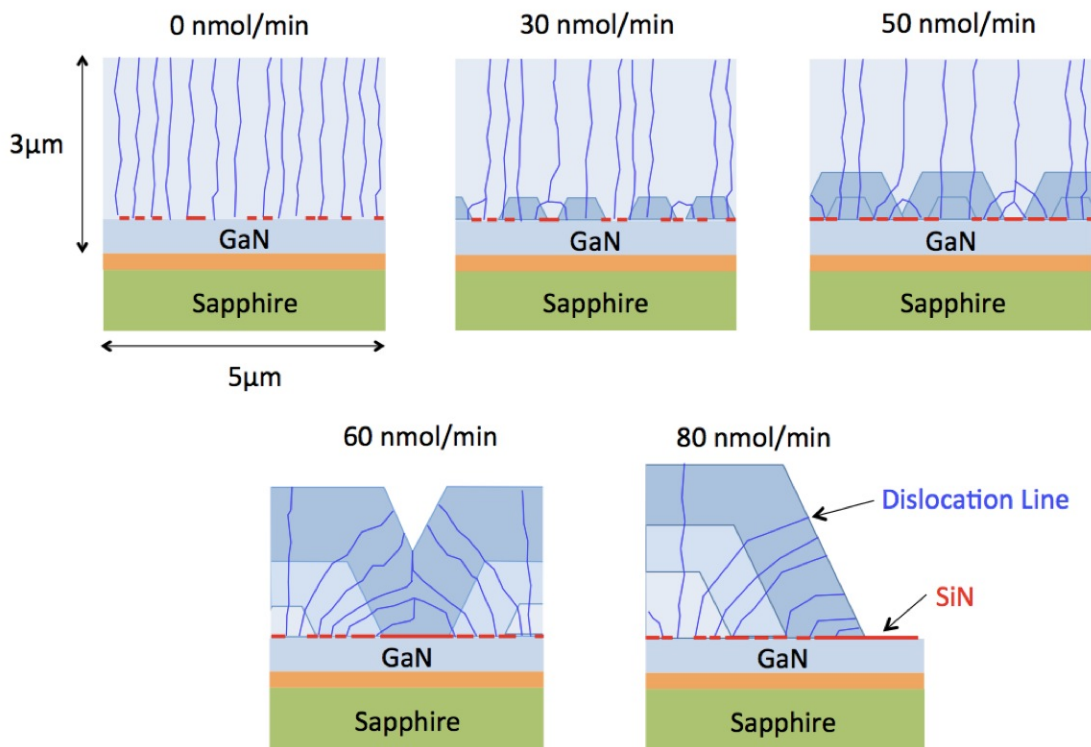 0 nmol/min
30 nmol/min
50 nmol/min
3μm
GaN
GaN
GaN
Sapphire
Sapphire
Sapphire
5μm
60 nmol/min
80 nmol/min
Dislocation Line
SiN
GaN
GaN
Sapphire
Sapphire